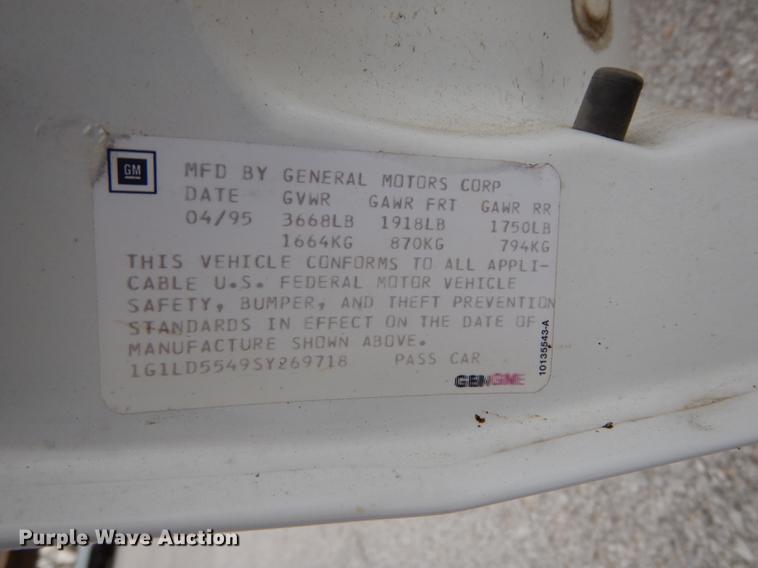 GM
MFD BY GENERAL MOTORS CORP
DATE GVWR GAWR FRT GAWR RR
04/95 3668LB 1918LB 1750LB
1664KG 870KG 794KG
THIS VEHICLE CONFORMS TO ALL APPLI-
CABLE U.S. FEDERAL MOTOR VEHICLE
SAFETY, BUMPER, AND THEFT PREVENTION
STANDARDS IN EFFECT ON THE DATE OF
MANUFACTURE SHOWN ABOVE.
1G1LD5549SY269718 PASS CAR
10135543-A
Purple Wave Auction